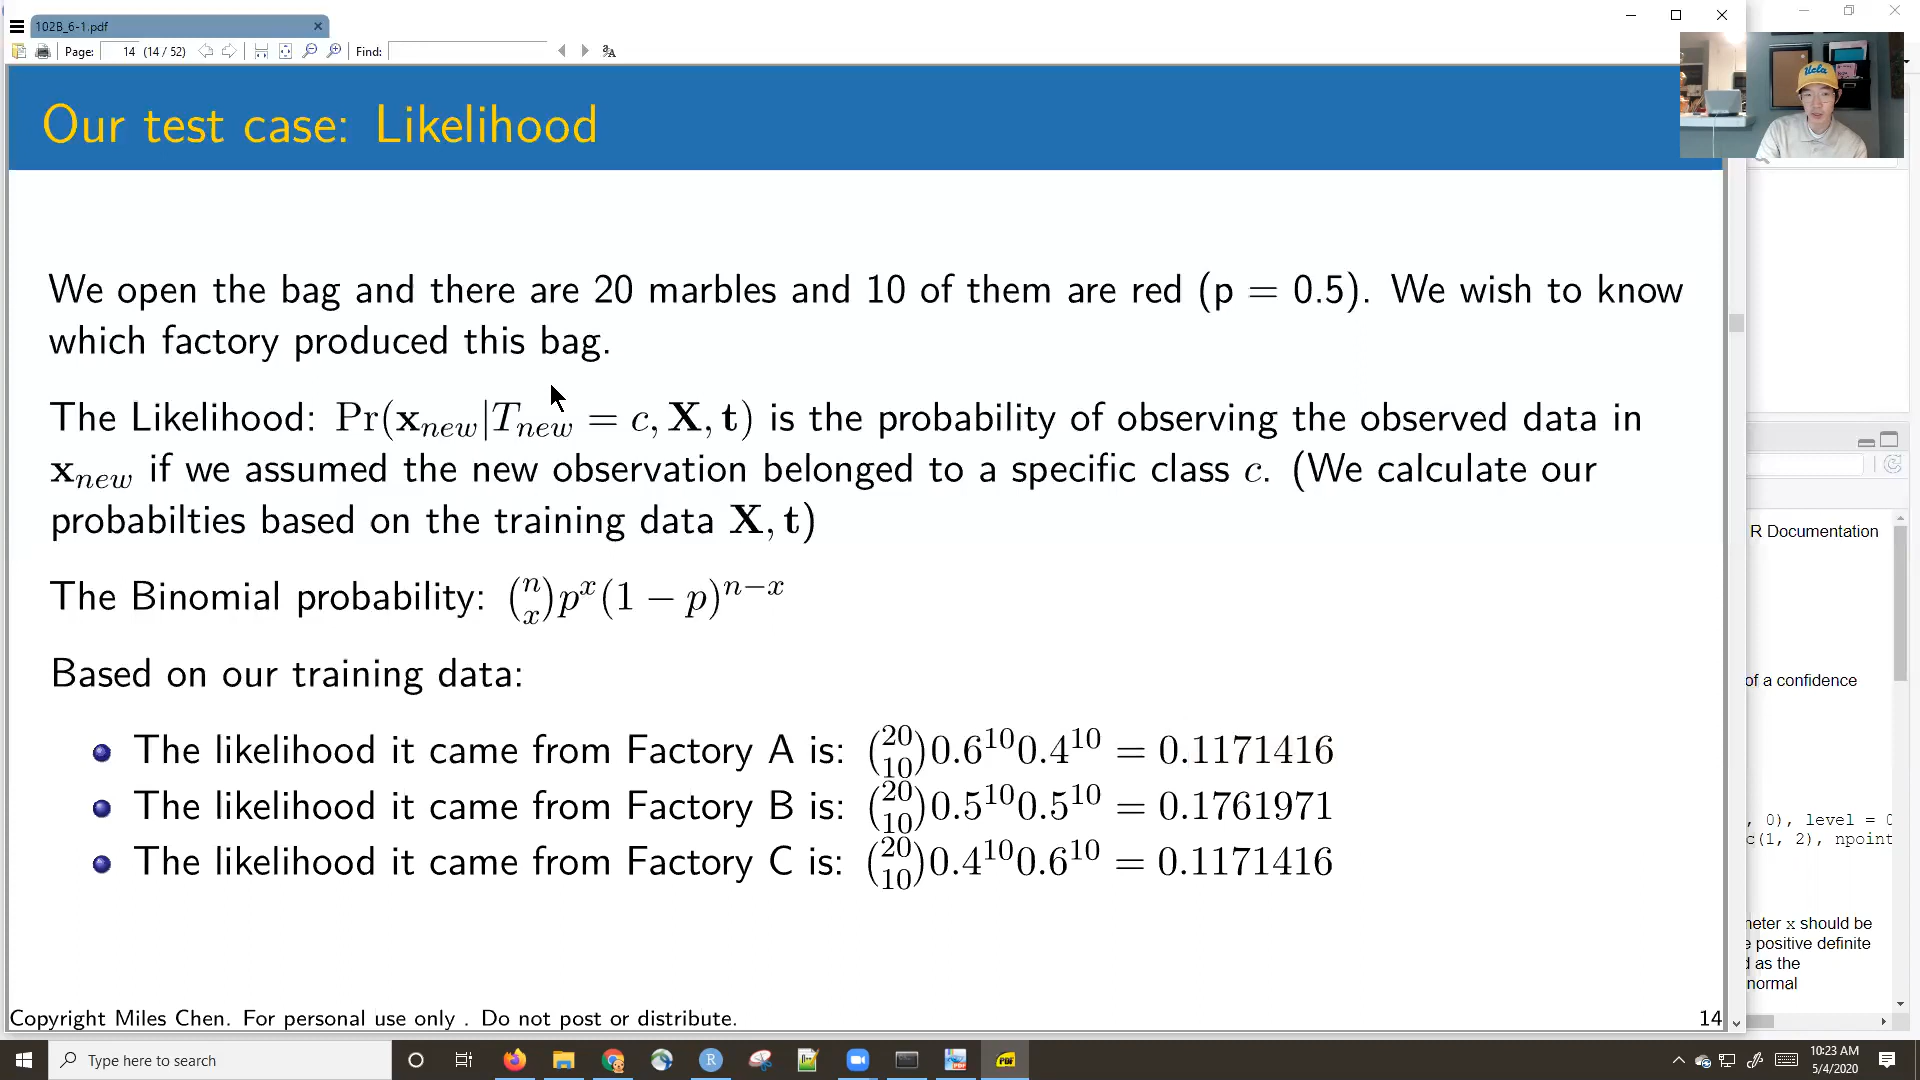 102B_6-1.pdf
Page: 14 (14 / 52) Find:
Our test case: Likelihood
Ucla
We open the bag and there are 20 marbles and 10 of them are red (p = 0.5). We wish to know
which factory produced this bag.
The Likelihood: Pr(x_new|T_new = c, X, t) is the probability of observing the observed data in
x_new if we assumed the new observation belonged to a specific class c. (We calculate our
probabilties based on the training data X, t)
The Binomial probability: (n x)p^x(1 − p)^{n−x}
Based on our training data:
The likelihood it came from Factory A is: (20 10)0.6^10 0.4^10 = 0.1171416
The likelihood it came from Factory B is: (20 10)0.5^10 0.5^10 = 0.1761971
The likelihood it came from Factory C is: (20 10)0.4^10 0.6^10 = 0.1171416
Copyright Miles Chen. For personal use only . Do not post or distribute.
14
R Documentation
of a confidence
, 0), level = 0
c(1, 2), npoint
neter x should be
e positive definite
d as the
normal
Type here to search
10:23 AM
5/4/2020